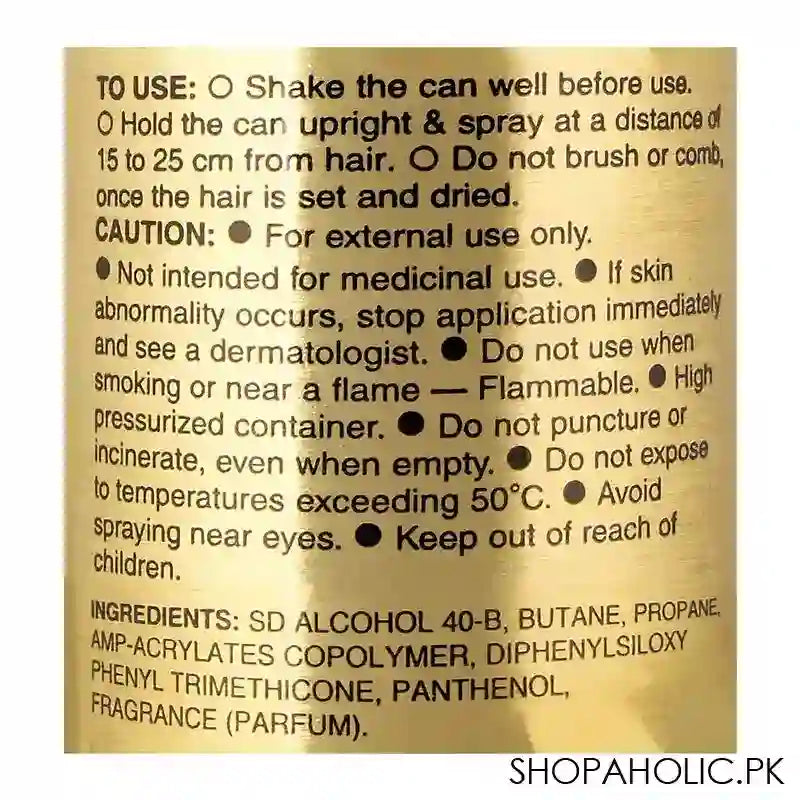 TO USE: O Shake the can well before use.
O Hold the can upright & spray at a distance of
15 to 25 cm from hair. O Do not brush or comb,
once the hair is set and dried.
CAUTION: ● For external use only.
● Not intended for medicinal use. ● If skin
abnormality occurs, stop application immediately
and see a dermatologist. ● Do not use when
smoking or near a flame — Flammable. ● High
pressurized container. ● Do not puncture or
incinerate, even when empty. ● Do not expose
to temperatures exceeding 50°C. ● Avoid
spraying near eyes. ● Keep out of reach of
children.
INGREDIENTS: SD ALCOHOL 40-B, BUTANE, PROPANE,
AMP-ACRYLATES COPOLYMER, DIPHENYLSILOXY
PHENYL TRIMETHICONE, PANTHENOL,
FRAGRANCE (PARFUM).
SHOPAHOLIC.PK